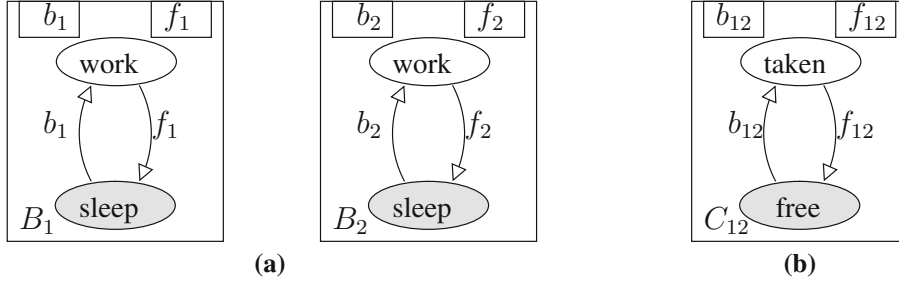 b₁ f₁ b₂ f₂ b₁₂ f₁₂
work work taken
b₁ f₁ b₂ f₂ b₁₂ f₁₂
sleep sleep free
B₁ B₂ C₁₂
(a) (b)